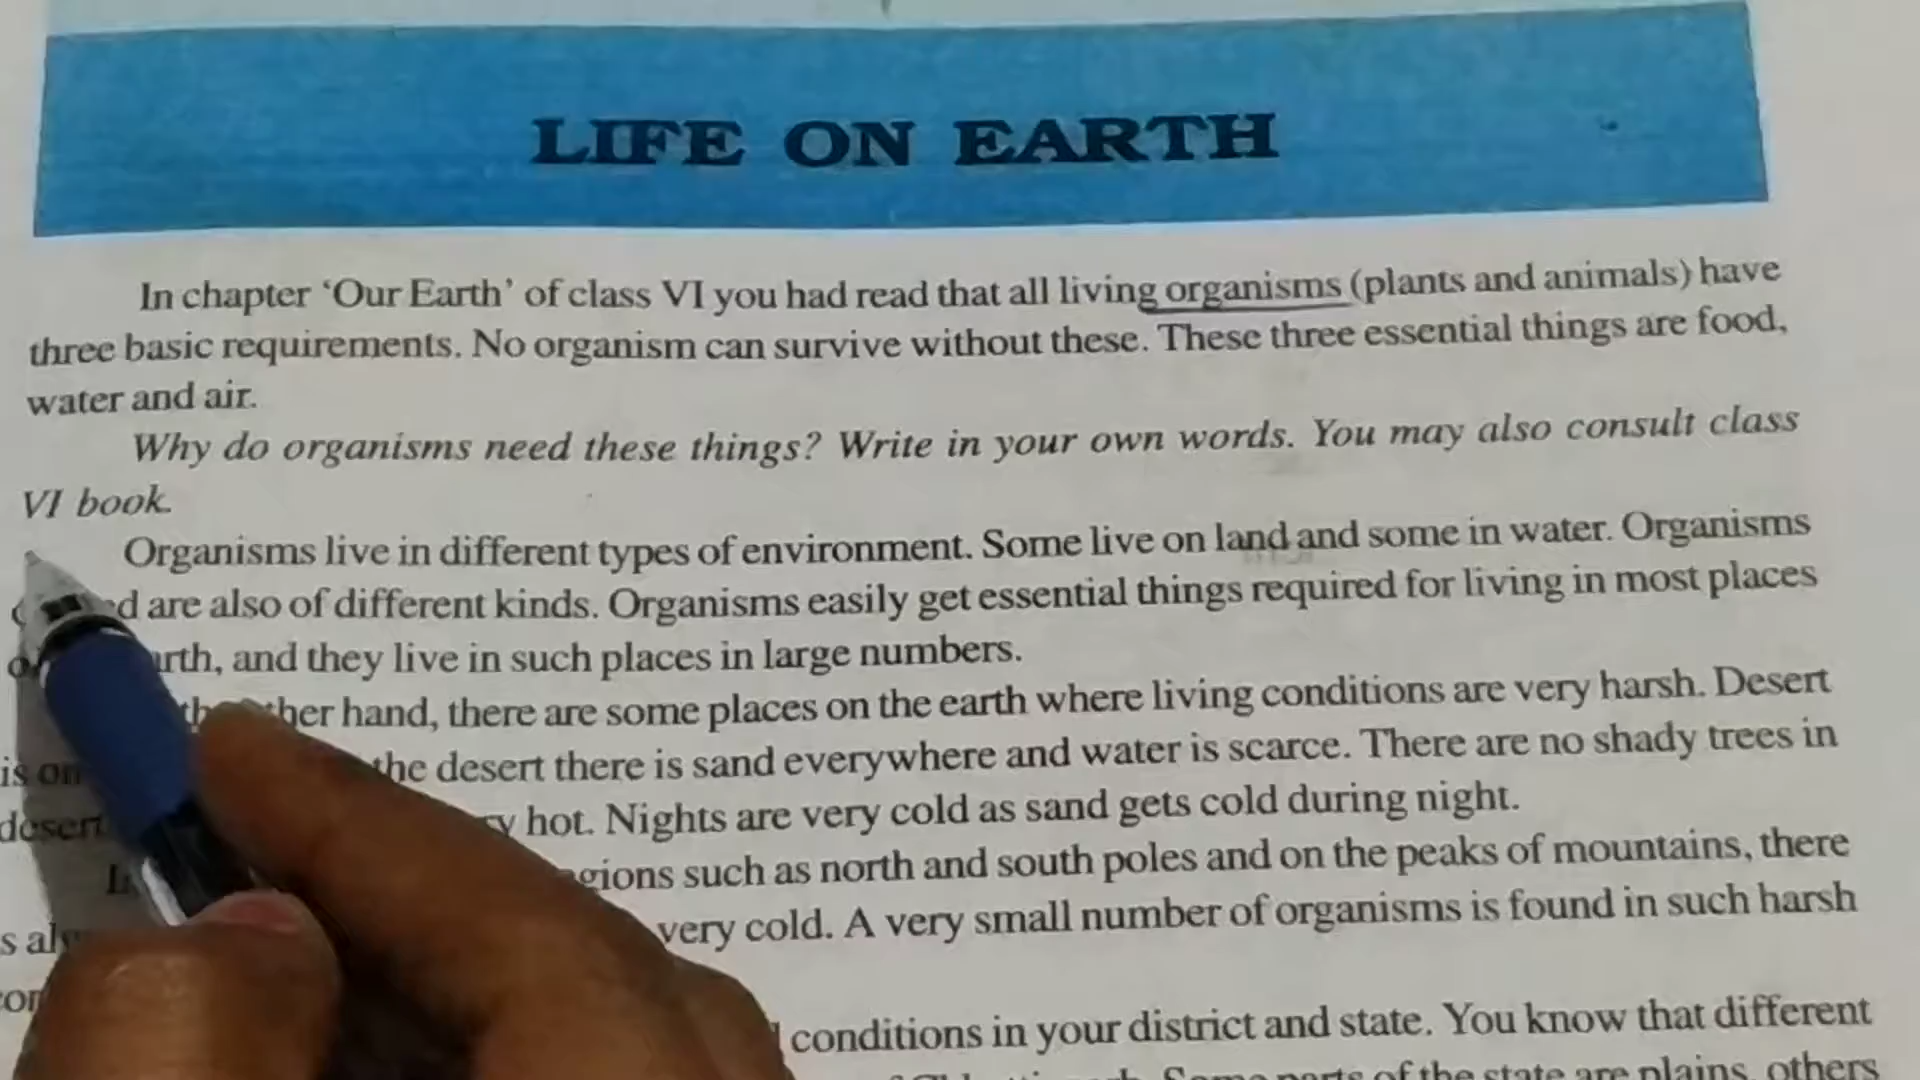 LIFE ON EARTH
In chapter ‘Our Earth’ of class VI you had read that all living organisms (plants and animals) have
three basic requirements. No organism can survive without these. These three essential things are food,
water and air.
Why do organisms need these things? Write in your own words. You may also consult class
VI book.
Organisms live in different types of environment. Some live on land and some in water. Organisms
are also of different kinds. Organisms easily get essential things required for living in most places
and they live in such places in large numbers.
hand, there are some places on the earth where living conditions are very harsh. Desert
is the desert there is sand everywhere and water is scarce. There are no shady trees in
desert hot. Nights are very cold as sand gets cold during night.
such as north and south poles and on the peaks of mountains, there
very cold. A very small number of organisms is found in such harsh
conditions in your district and state. You know that different
of the state are plains, others